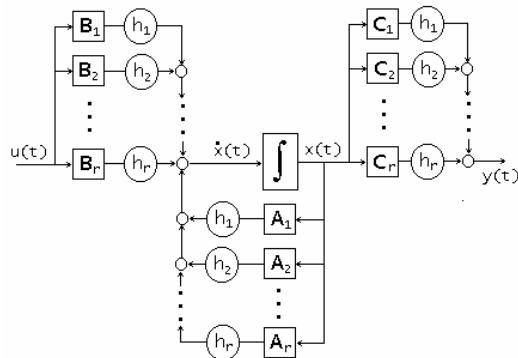 B₁ h₁ C₁ h₁
B₂ h₂ C₂ h₂
u(t) ẋ(t) x(t)
Bᵣ hᵣ ∫ Cᵣ hᵣ
y(t)
h₁ A₁
h₂ A₂
hᵣ Aᵣ